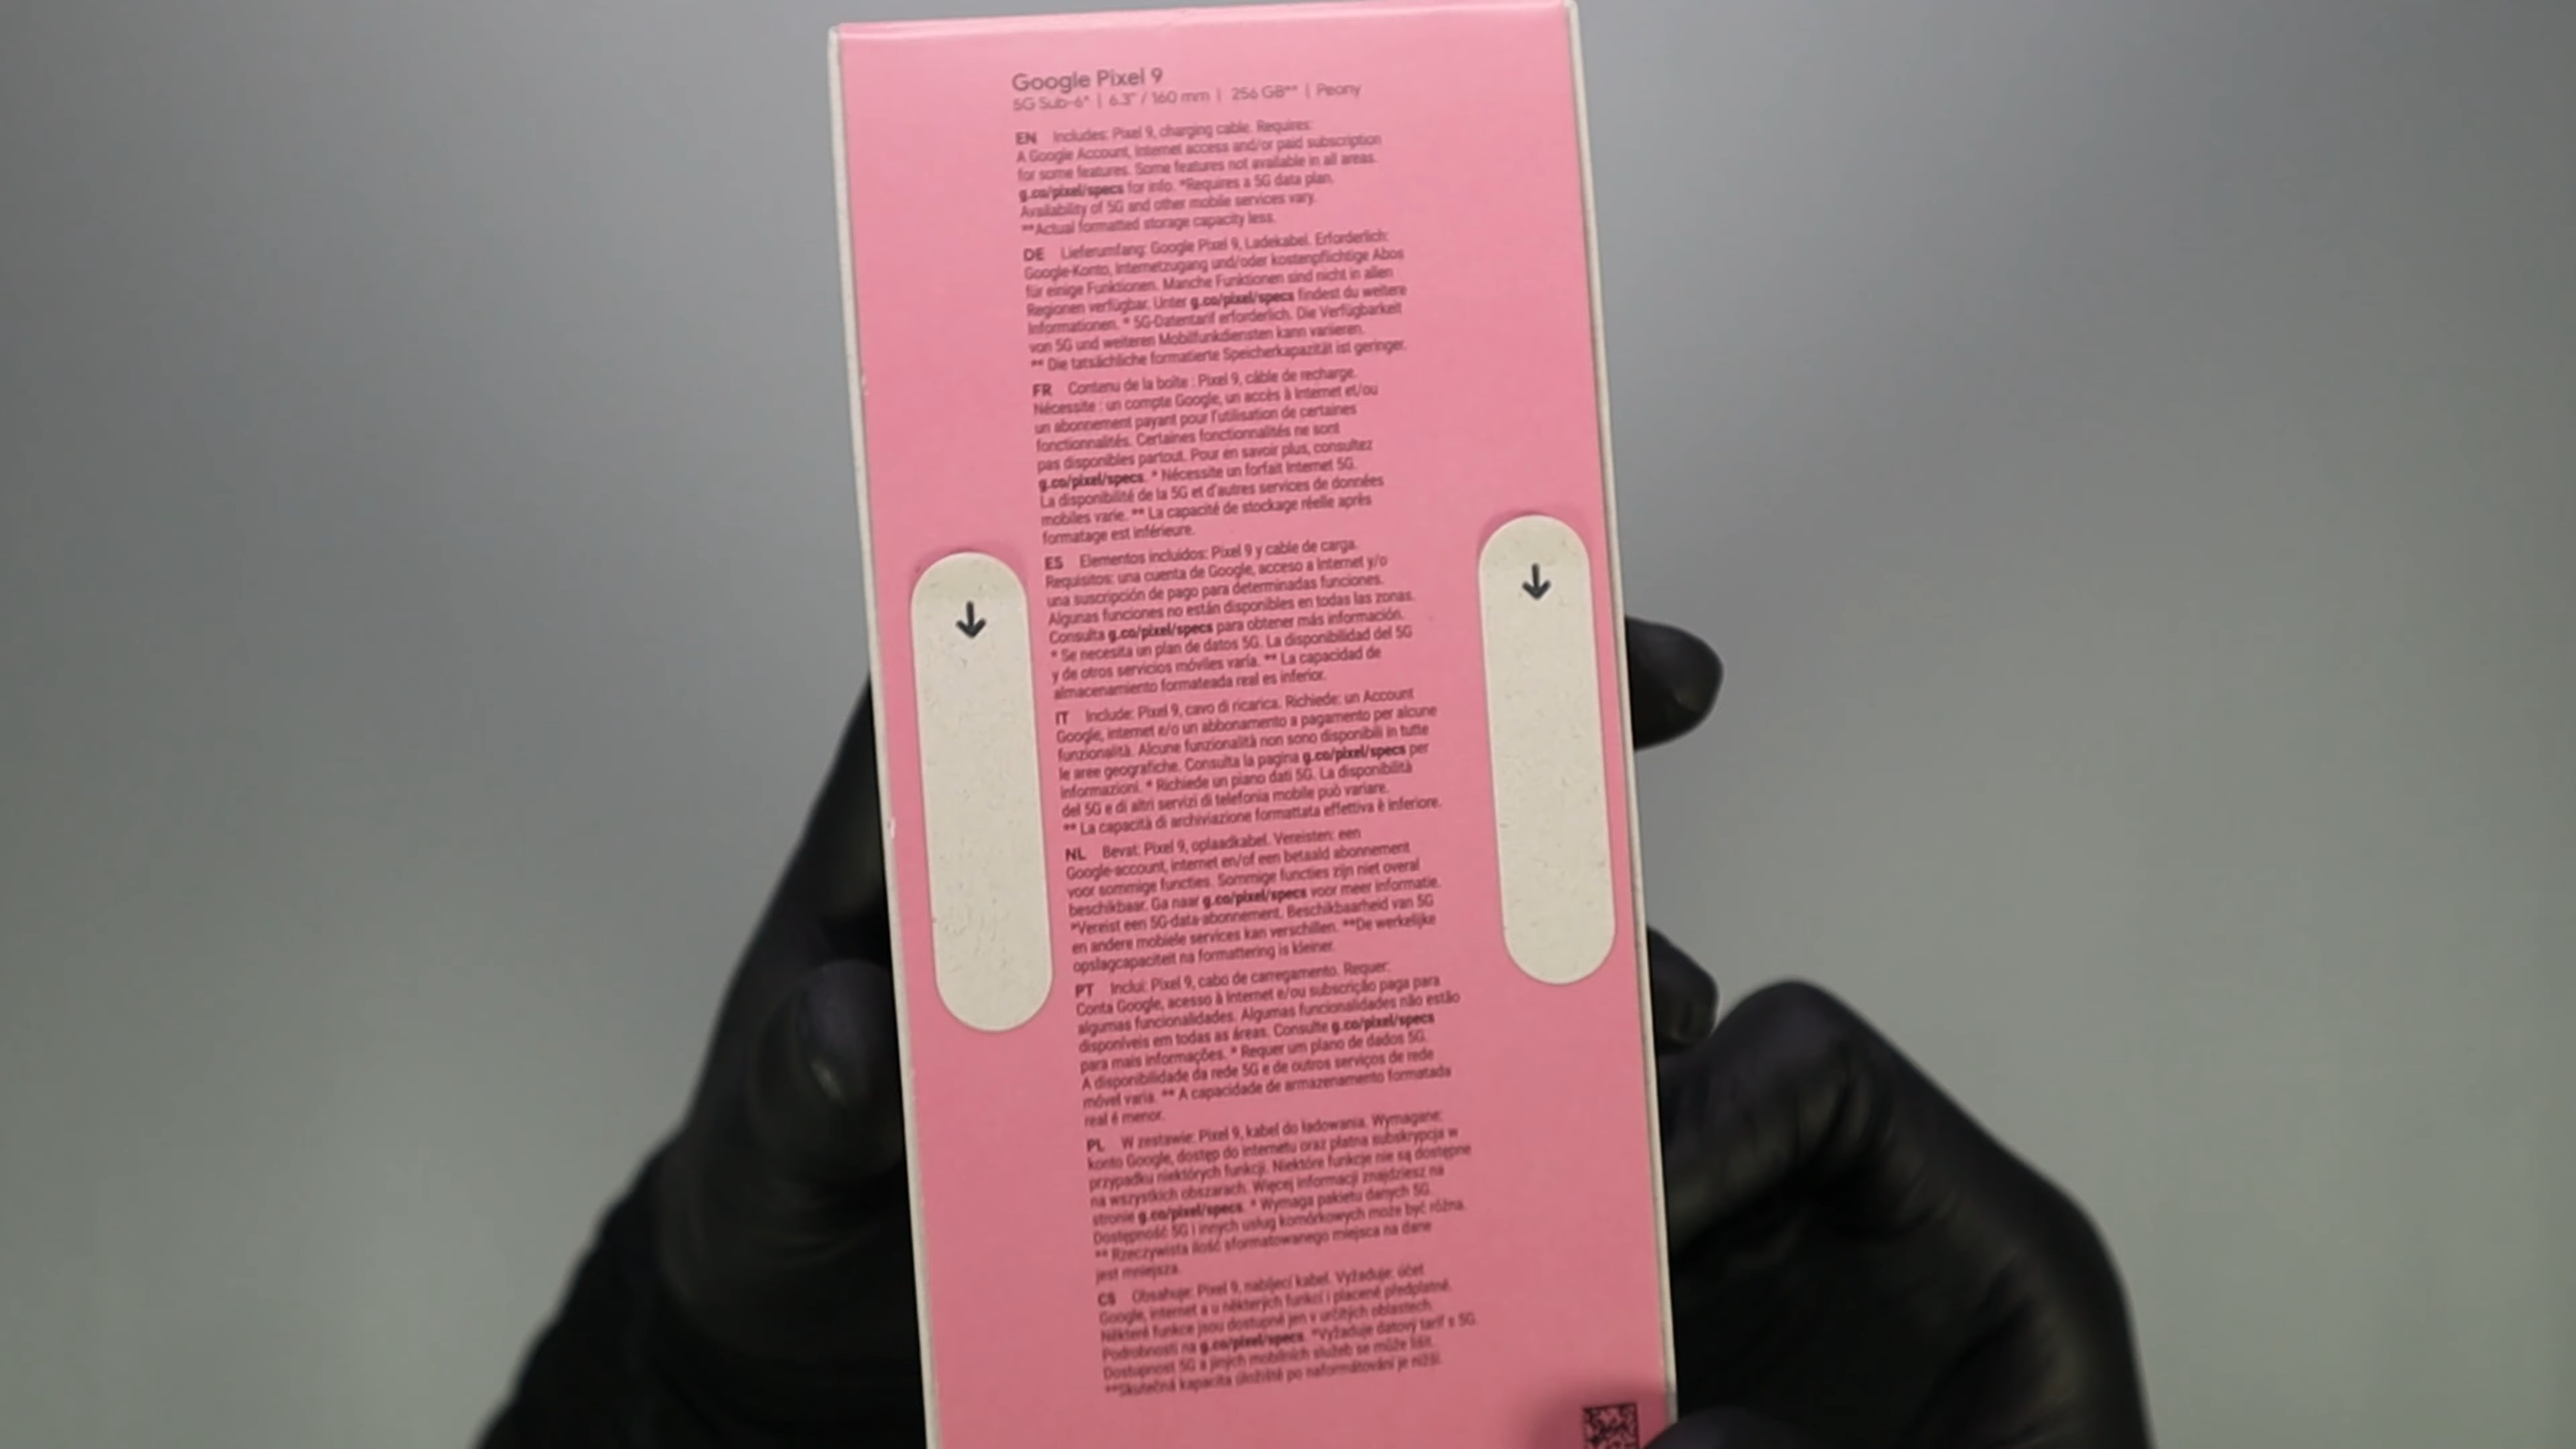 Google Pixel 9
5G Sub-6* | 6.3" / 160 mm | 256 GB** | Peony
EN Includes: Pixel 9, charging cable. Requires:
A Google Account, Internet access and/or paid subscription
for some features. Some features not available in all areas.
g.co/pixel/specs for info. *Requires a 5G data plan.
Availability of 5G and other mobile services vary.
**Actual formatted storage capacity less.
DE Lieferumfang: Google Pixel 9, Ladekabel. Erforderlich:
Google-Konto, Internetzugang und/oder kostenpflichtige Abos
für einige Funktionen. Manche Funktionen sind nicht in allen
Regionen verfügbar. Unter g.co/pixel/specs findest du weitere
Informationen. * 5G-Datentarif erforderlich. Die Verfügbarkeit
von 5G und weiteren Mobilfunkdiensten kann variieren.
** Die tatsächliche formatierte Speicherkapazität ist geringer.
FR Contenu de la boîte : Pixel 9, câble de recharge.
Nécessite : un compte Google, un accès à Internet et/ou
un abonnement payant pour l'utilisation de certaines
fonctionnalités. Certaines fonctionnalités ne sont
pas disponibles partout. Pour en savoir plus, consultez
g.co/pixel/specs. * Nécessite un forfait Internet 5G.
La disponibilité de la 5G et d'autres services de données
mobiles varie. ** La capacité de stockage réelle après
formatage est inférieure.
ES Elementos incluidos: Pixel 9 y cable de carga.
Requisitos: una cuenta de Google, acceso a Internet y/o
una suscripción de pago para determinadas funciones.
Algunas funciones no están disponibles en todas las zonas.
Consulta g.co/pixel/specs para obtener más información.
* Se necesita un plan de datos 5G. La disponibilidad del 5G
y de otros servicios móviles varía. ** La capacidad de
almacenamiento formateada real es inferior.
IT Include: Pixel 9, cavo di ricarica. Richiede: un Account
Google, internet e/o un abbonamento a pagamento per alcune
funzionalità. Alcune funzionalità non sono disponibili in tutte
le aree geografiche. Consulta la pagina g.co/pixel/specs per
informazioni. * Richiede un piano dati 5G. La disponibilità
del 5G e di altri servizi di telefonia mobile può variare.
** La capacità di archiviazione formattata effettiva è inferiore.
NL Bevat: Pixel 9, oplaadkabel. Vereisten: een
Google-account, internet en/of een betaald abonnement
voor sommige functies. Sommige functies zijn niet overal
beschikbaar. Ga naar g.co/pixel/specs voor meer informatie.
*Vereist een 5G-data-abonnement. Beschikbaarheid van 5G
en andere mobiele services kan verschillen. **De werkelijke
opslagcapaciteit na formattering is kleiner.
PT Inclui: Pixel 9, cabo de carregamento. Requer:
Conta Google, acesso à Internet e/ou subscrição paga para
algumas funcionalidades. Algumas funcionalidades não estão
disponíveis em todas as áreas. Consulte g.co/pixel/specs
para mais informações. * Requer um plano de dados 5G.
A disponibilidade da rede 5G e de outros serviços de rede
móvel varia. ** A capacidade de armazenamento formatada
real é menor.
PL W zestawie: Pixel 9, kabel do ładowania. Wymagane:
konto Google, dostęp do internetu oraz płatna subskrypcja w
przypadku niektórych funkcji. Niektóre funkcje nie są dostępne
na wszystkich obszarach. Więcej informacji znajdziesz na
stronie g.co/pixel/specs. * Wymaga pakietu danych 5G.
Dostępność 5G i innych usług komórkowych może być różna.
** Rzeczywista ilość sformatowanego miejsca na dane
jest mniejsza.
CS Obsahuje: Pixel 9, nabíjecí kabel. Vyžaduje: účet
Google, internet a u některých funkcí i placené předplatné.
Některé funkce jsou dostupné jen v určitých oblastech.
Podrobnosti na g.co/pixel/specs. *Vyžaduje datový tarif s 5G.
Dostupnost 5G a jiných mobilních služeb se může lišit.
**Skutečná kapacita úložiště po naformátování je nižší.